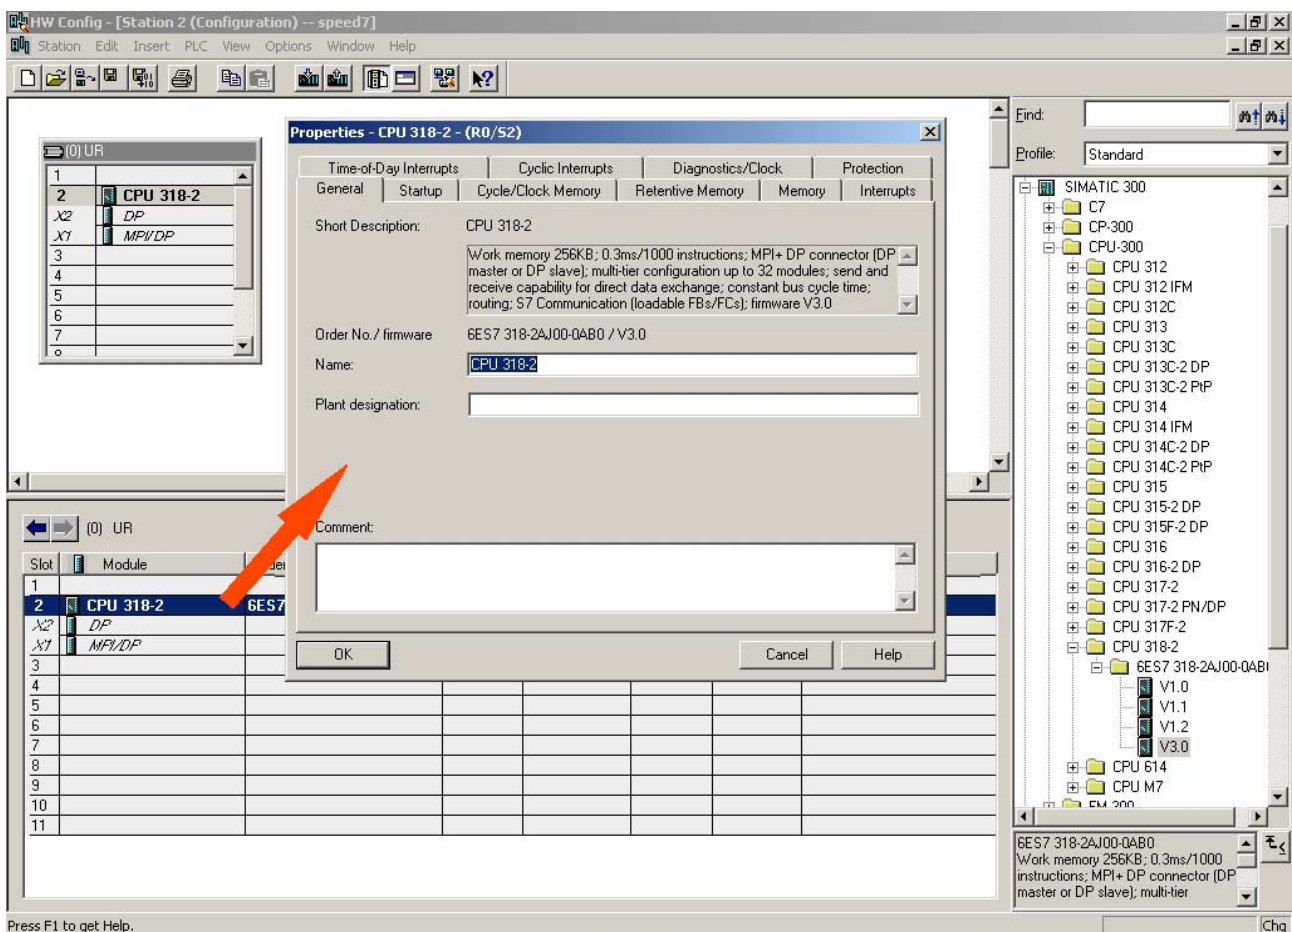 HW Config - [Station 2 (Configuration) -- speed7]
Station Edit Insert PLC View Options Window Help
(0) UR
1
2 CPU 318-2
X2 DP
X1 MPI/DP
3
4
5
6
7
Properties - CPU 318-2 - (R0/S2)
Time-of-Day Interrupts Cyclic Interrupts Diagnostics/Clock Protection
General Startup Cycle/Clock Memory Retentive Memory Memory Interrupts
Short Description: CPU 318-2
Work memory 256KB; 0.3ms/1000 instructions; MPI+ DP connector (DP
master or DP slave); multi-tier configuration up to 32 modules; send and
receive capability for direct data exchange; constant bus cycle time;
routing; S7 Communication (loadable FBs/FCs); firmware V3.0
Order No./ firmware 6ES7 318-2AJ00-0AB0 / V3.0
Name: CPU 318-2
Plant designation:
Comment:
OK Cancel Help
(0) UR
Slot Module
1
2 CPU 318-2 6ES7
X2 DP
X1 MPI/DP
3
4
5
6
7
8
9
10
11
Find:
Profile: Standard
SIMATIC 300
C7
CP-300
CPU-300
CPU 312
CPU 312 IFM
CPU 312C
CPU 313
CPU 313C
CPU 313C-2 DP
CPU 313C-2 PtP
CPU 314
CPU 314 IFM
CPU 314C-2 DP
CPU 314C-2 PtP
CPU 315
CPU 315-2 DP
CPU 315F-2 DP
CPU 316
CPU 316-2 DP
CPU 317-2
CPU 317-2 PN/DP
CPU 317F-2
CPU 318-2
6ES7 318-2AJ00-0AB
V1.0
V1.1
V1.2
V3.0
CPU 614
CPU M7
FM 300
6ES7 318-2AJ00-0AB0
Work memory 256KB; 0.3ms/1000
instructions; MPI+ DP connector (DP
master or DP slave); multi-tier
Press F1 to get Help.
Chg